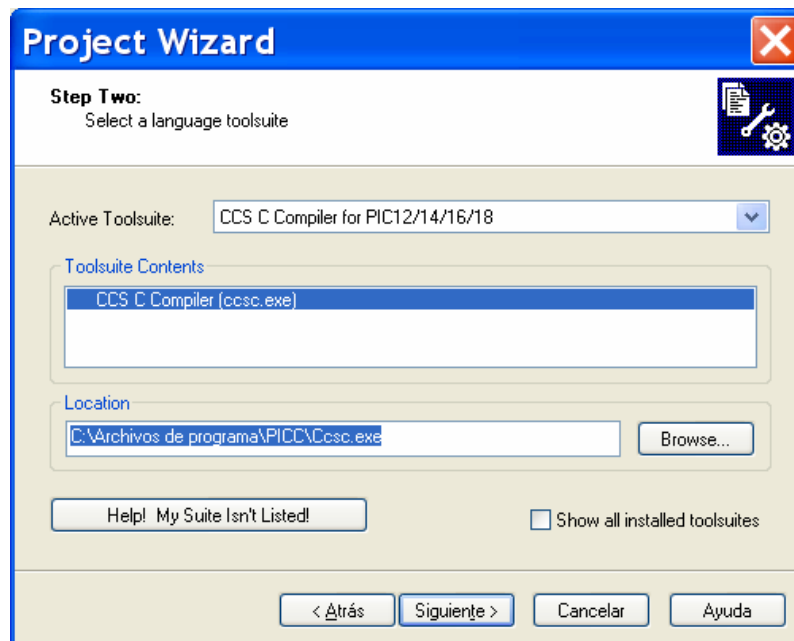 Project Wizard
Step Two:
Select a language toolsuite
Active Toolsuite: CCS C Compiler for PIC12/14/16/18
Toolsuite Contents
CCS C Compiler (ccsc.exe)
Location
C:\Archivos de programa\PICC\Ccsc.exe Browse...
Help! My Suite Isn't Listed! Show all installed toolsuites
< Atrás Siguiente > Cancelar Ayuda